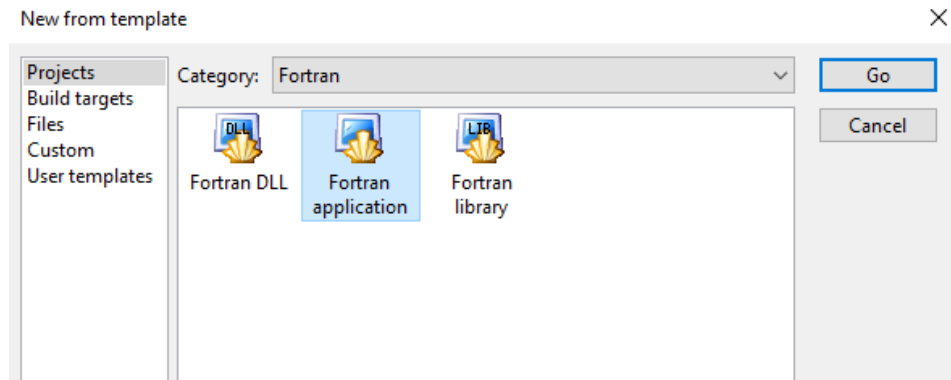 New from template
Projects
Build targets
Files
Custom
User templates
Category: Fortran
Go
Cancel
DLL
LIB
Fortran DLL
Fortran
application
Fortran
library